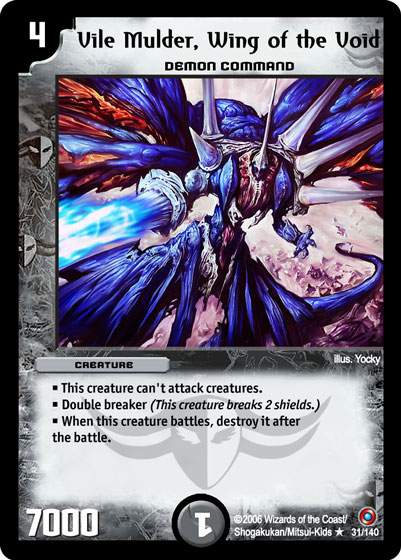 4
Vile Mulder, Wing of the Void
DEMON COMMAND
illus. Yocky
CREATURE
▪ This creature can't attack creatures.
▪ Double breaker (This creature breaks 2 shields.)
▪ When this creature battles, destroy it after
the battle.
7000
1
©2006 Wizards of the Coast/
Shogakukan/Mitsui-Kids ★ 31/140